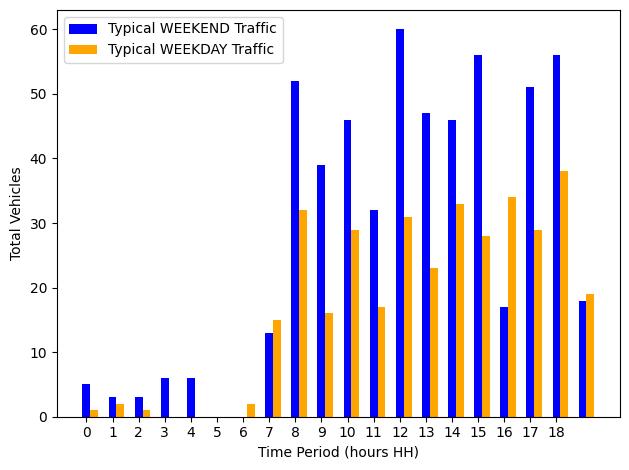 Typical WEEKEND Traffic
Typical WEEKDAY Traffic
60
50
40
30
20
10
0
Total Vehicles
0 1 2 3 4 5 6 7 8 9 10 11 12 13 14 15 16 17 18
Time Period (hours HH)